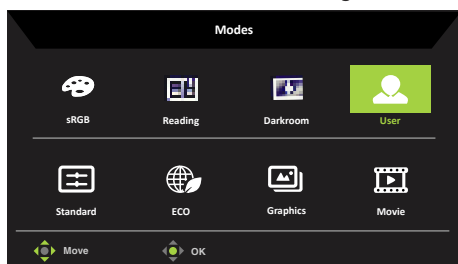 Modes
sRGB Reading Darkroom User
Standard ECO Graphics Movie
Move OK